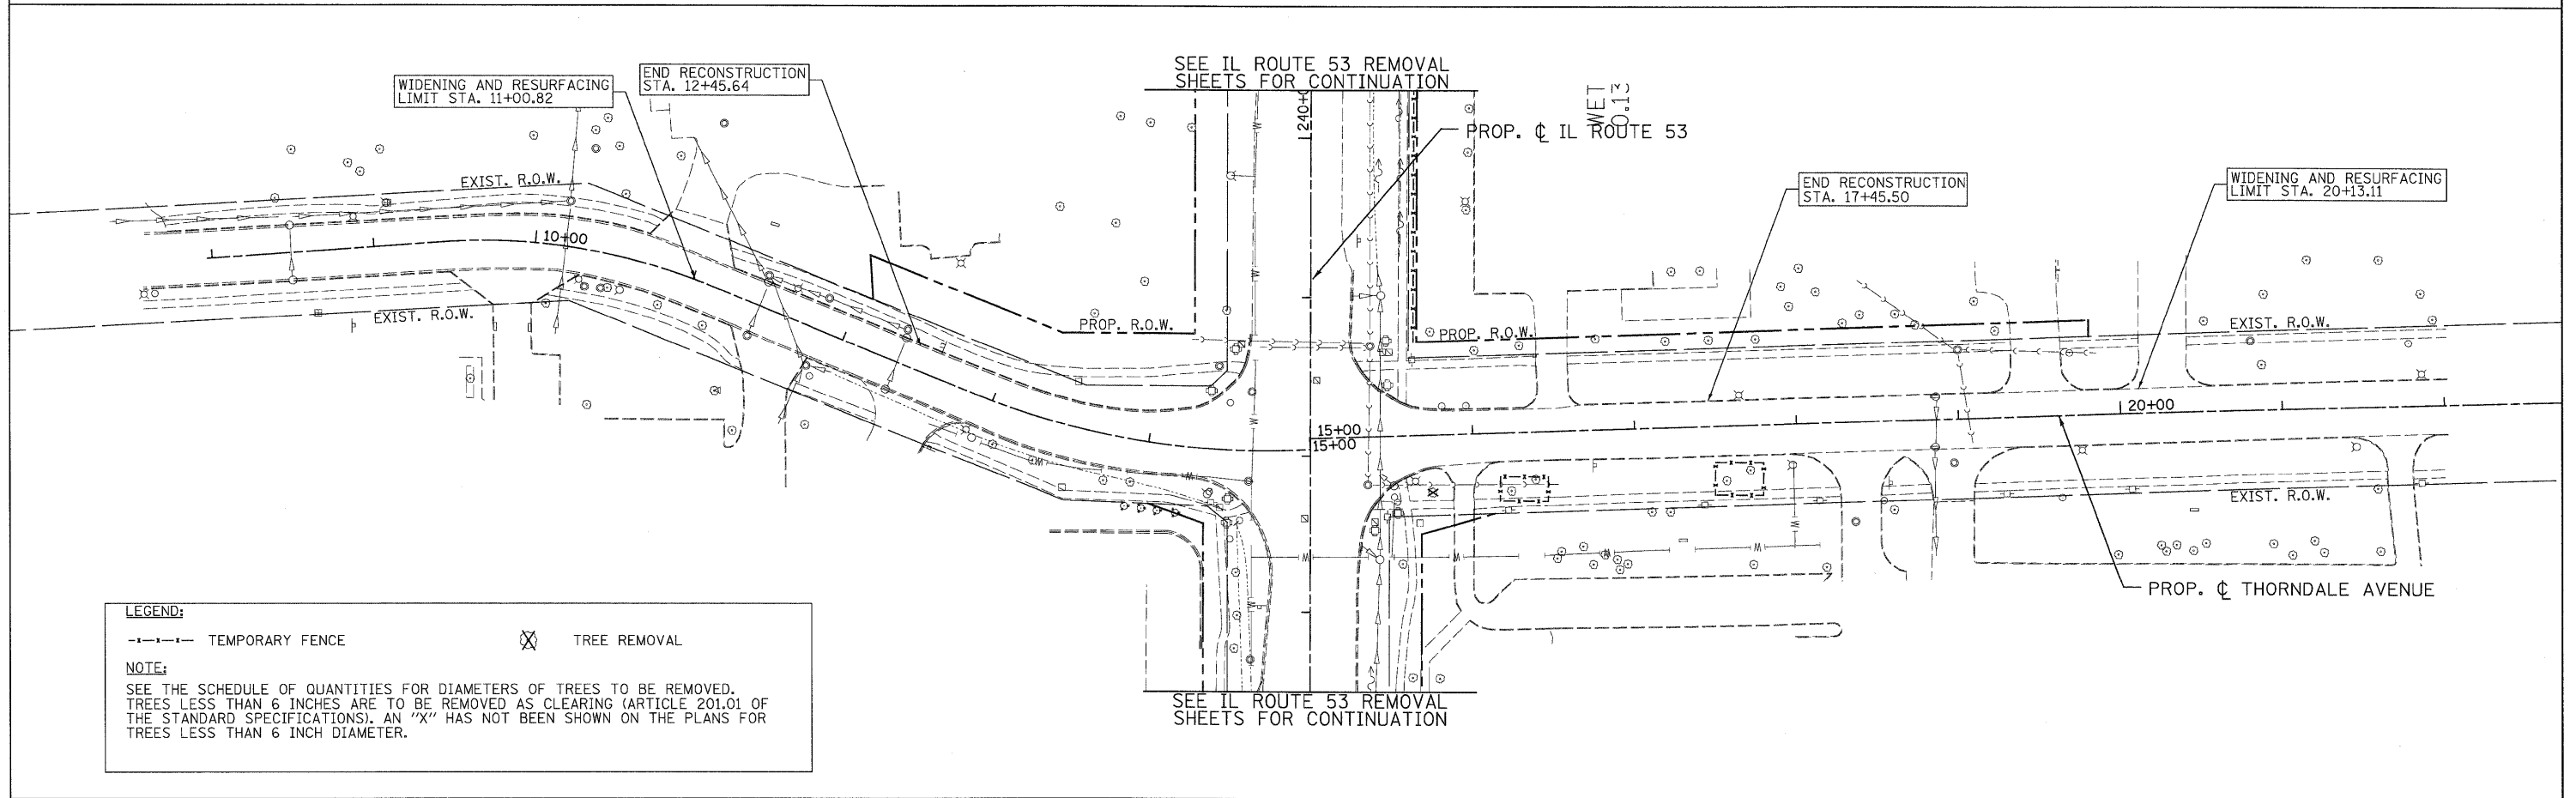 SEE IL ROUTE 53 REMOVAL
SHEETS FOR CONTINUATION
WIDENING AND RESURFACING
LIMIT STA. 11+00.82
END RECONSTRUCTION
STA. 12+45.64
240+
WET
PROP. ℄ IL ROUTE 53
END RECONSTRUCTION
STA. 17+45.50
WIDENING AND RESURFACING
LIMIT STA. 20+13.11
EXIST. R.O.W.
10+00
EXIST. R.O.W.
PROP. R.O.W.
PROP. R.O.W.
EXIST. R.O.W.
15+00
15+00
20+00
EXIST. R.O.W.
PROP. ℄ THORNDALE AVENUE
SEE IL ROUTE 53 REMOVAL
SHEETS FOR CONTINUATION
LEGEND:
TEMPORARY FENCE
TREE REMOVAL
NOTE:
SEE THE SCHEDULE OF QUANTITIES FOR DIAMETERS OF TREES TO BE REMOVED.
TREES LESS THAN 6 INCHES ARE TO BE REMOVED AS CLEARING (ARTICLE 201.01 OF
THE STANDARD SPECIFICATIONS). AN "X" HAS NOT BEEN SHOWN ON THE PLANS FOR
TREES LESS THAN 6 INCH DIAMETER.